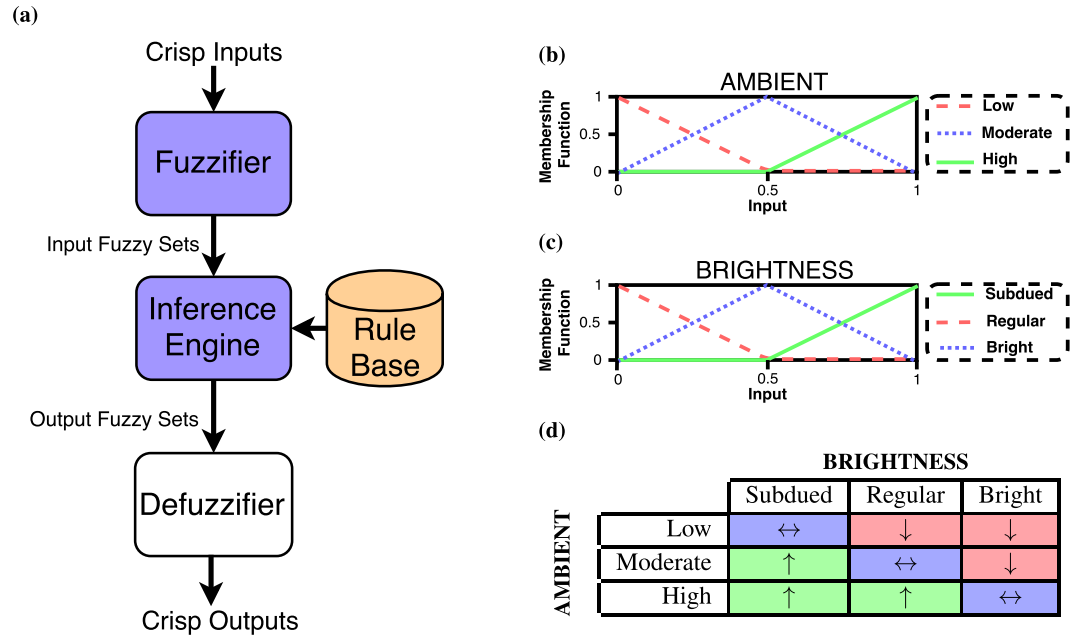 (a)
Crisp Inputs
Fuzzifier
Input Fuzzy Sets
Inference
Engine
Rule
Base
Output Fuzzy Sets
Defuzzifier
Crisp Outputs
(b)
AMBIENT
Membership
Function
1
0.5
0
0 0.5 1
Input
Low
Moderate
High
(c)
BRIGHTNESS
Membership
Function
1
0.5
0
0 0.5 1
Input
Subdued
Regular
Bright
(d)
BRIGHTNESS
Subdued Regular Bright
AMBIENT
Low ↔ ↓ ↓
Moderate ↑ ↔ ↓
High ↑ ↑ ↔